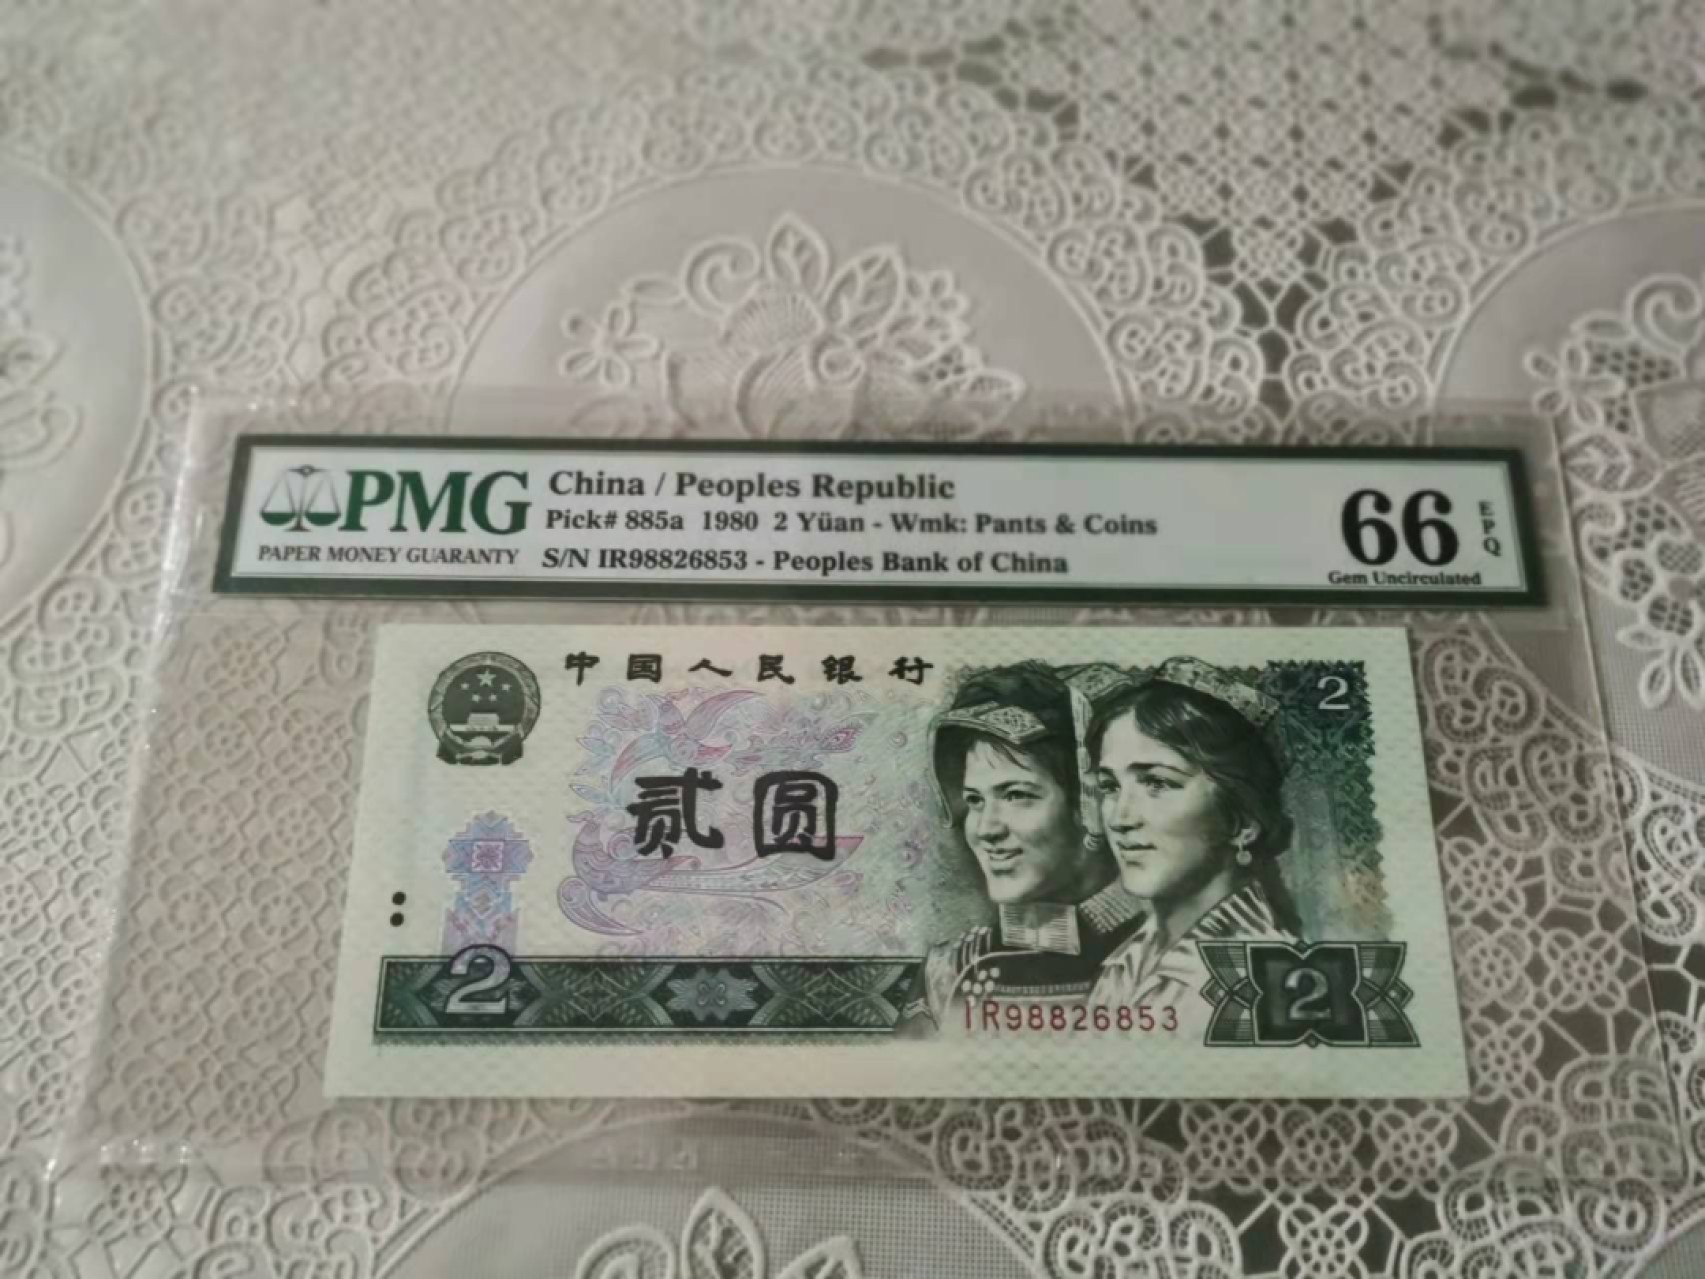 PMG
PAPER MONEY GUARANTY
China / Peoples Republic
Pick# 885a 1980 2 Yüan - Wmk: Pants & Coins
S/N IR98826853 - Peoples Bank of China
66 EPQ
Gem Uncirculated
中国人民银行
2
贰圆
2
IR98826853
2